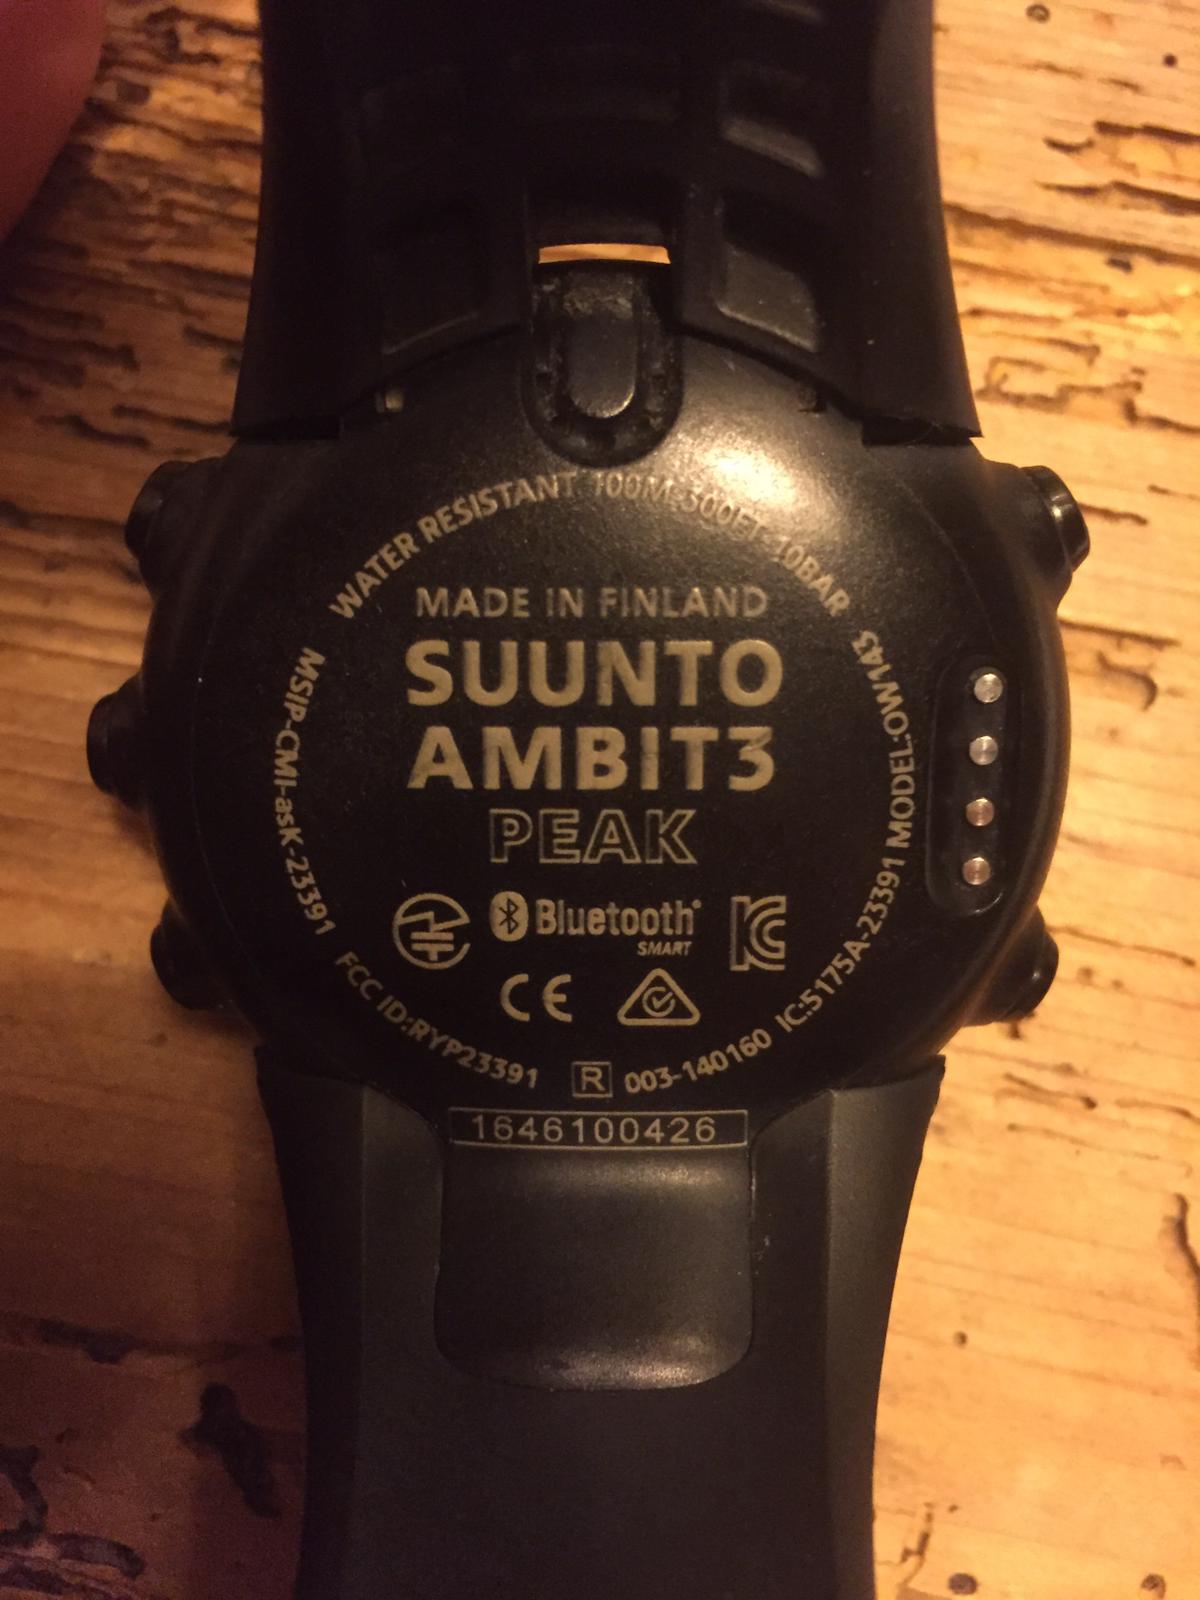 WATER RESISTANT 100M-300FT-10BAR
MADE IN FINLAND
SUUNTO
AMBIT3
PEAK
Bluetooth®
SMART
CE
MSIP-CMI-asK-23391
FCC ID:RYP23391
R 003-140160
IC:5175A-23391 MODEL:OW143
1646100426